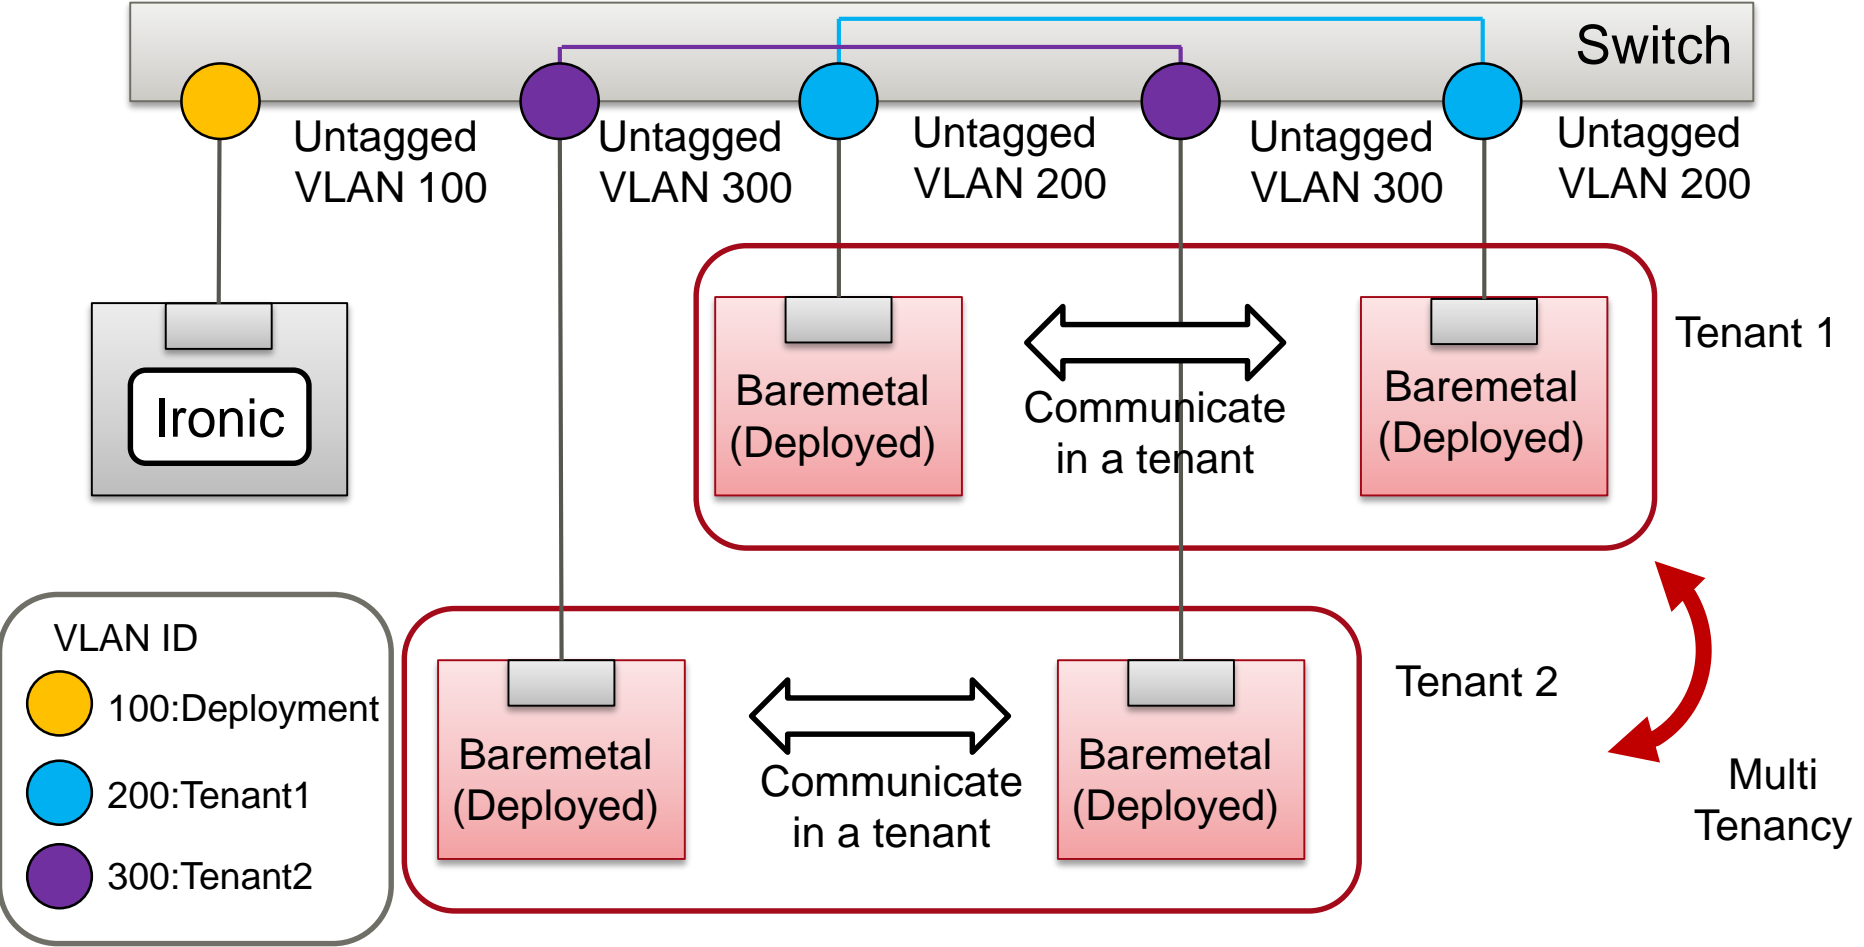 Switch
Untagged
VLAN 100
Untagged
VLAN 300
Untagged
VLAN 200
Untagged
VLAN 300
Untagged
VLAN 200
Ironic
Baremetal
(Deployed)
Communicate
in a tenant
Baremetal
(Deployed)
Tenant 1
VLAN ID
100:Deployment
200:Tenant1
300:Tenant2
Baremetal
(Deployed)
Communicate
in a tenant
Baremetal
(Deployed)
Tenant 2
Multi
Tenancy